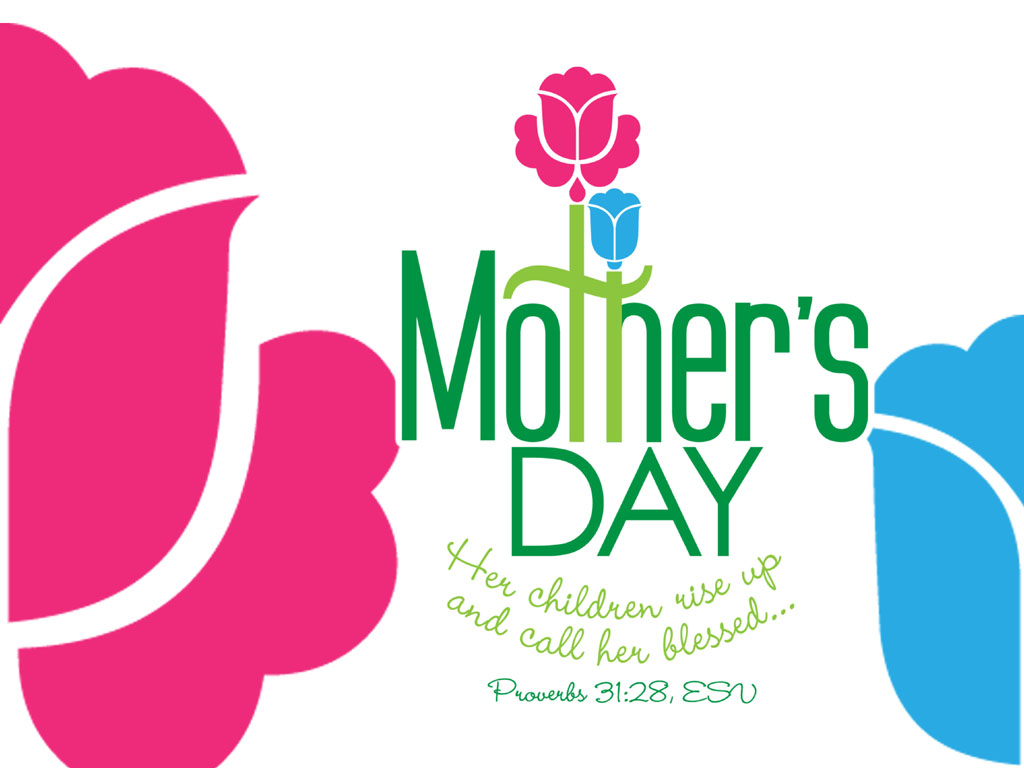 Mother's
DAY
Her children rise up
and call her blessed...
Proverbs 31:28, ESV